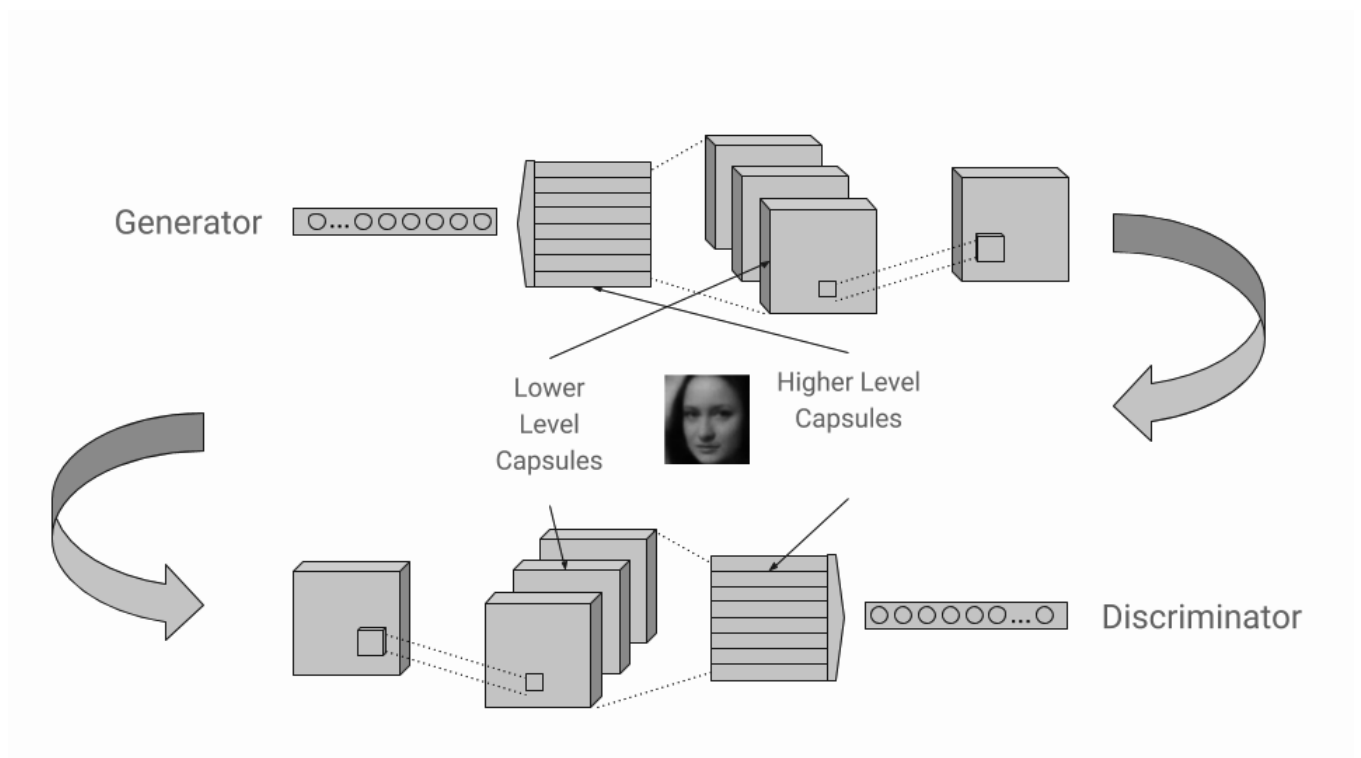 Generator
Lower
Level
Capsules
Higher Level
Capsules
Discriminator